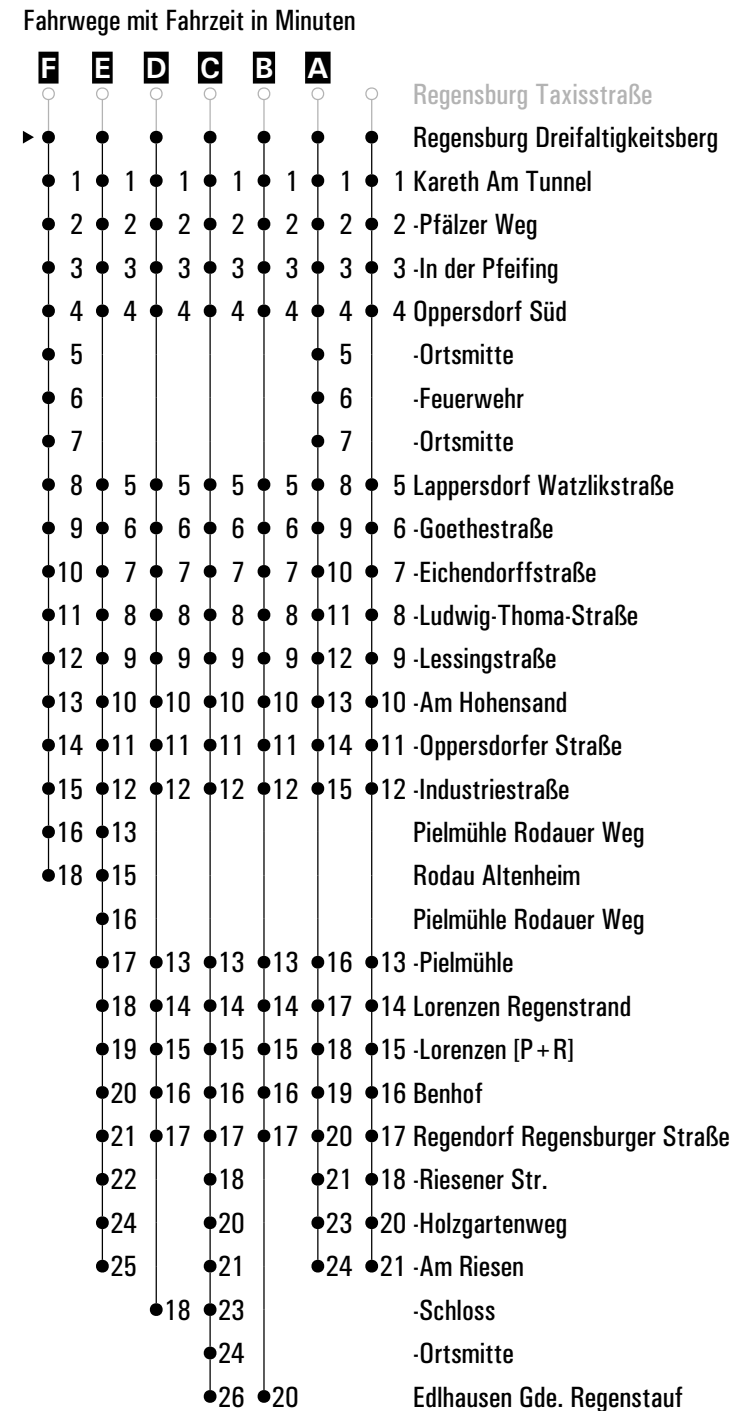 Fahrwege mit Fahrzeit in Minuten
F E D C B A
Regensburg Taxisstraße
Regensburg Dreifaltigkeitsberg
1 1 1 1 1 1 1 Kareth Am Tunnel
2 2 2 2 2 2 2 -Pfälzer Weg
3 3 3 3 3 3 3 -In der Pfeifing
4 4 4 4 4 4 4 Oppersdorf Süd
5 5 -Ortsmitte
6 6 -Feuerwehr
7 7 -Ortsmitte
8 5 5 5 5 8 5 Lappersdorf Watzlikstraße
9 6 6 6 6 9 6 -Goethestraße
10 7 7 7 7 10 7 -Eichendorffstraße
11 8 8 8 8 11 8 -Ludwig-Thoma-Straße
12 9 9 9 9 12 9 -Lessingstraße
13 10 10 10 10 13 10 -Am Hohensand
14 11 11 11 11 14 11 -Oppersdorfer Straße
15 12 12 12 12 15 12 -Industriestraße
16 13 Pielmühle Rodauer Weg
18 15 Rodau Altenheim
16 Pielmühle Rodauer Weg
17 13 13 13 16 13 -Pielmühle
18 14 14 14 17 14 Lorenzen Regenstrand
19 15 15 15 18 15 -Lorenzen [P+R]
20 16 16 16 19 16 Benhof
21 17 17 17 20 17 Regendorf Regensburger Straße
22 18 21 18 -Riesener Str.
24 20 23 20 -Holzgartenweg
25 21 24 21 -Am Riesen
18 23 -Schloss
24 -Ortsmitte
26 20 Edlhausen Gde. Regenstauf